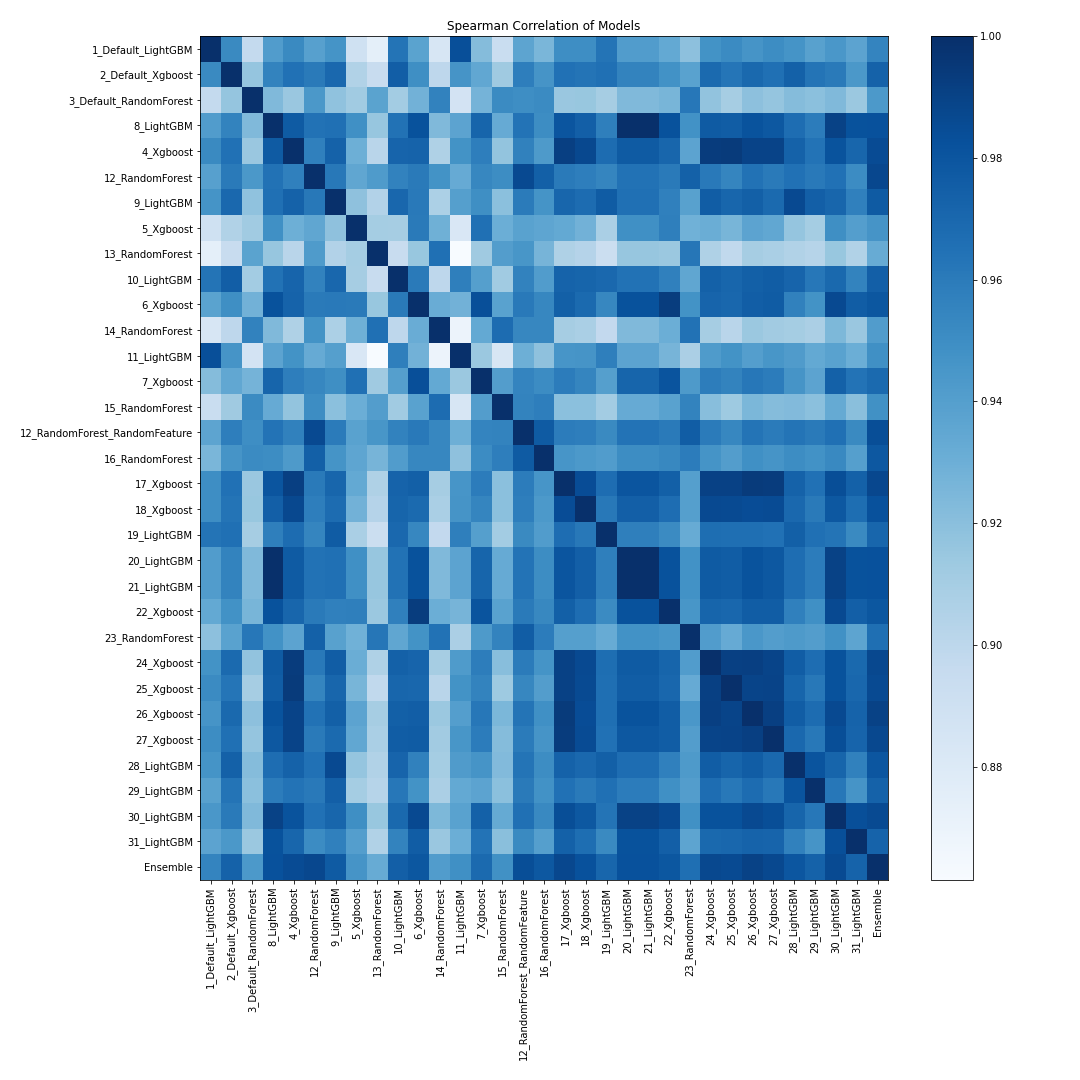 Spearman Correlation of Models
1_Default_LightGBM
2_Default_Xgboost
3_Default_RandomForest
8_LightGBM
4_Xgboost
12_RandomForest
9_LightGBM
5_Xgboost
13_RandomForest
10_LightGBM
6_Xgboost
14_RandomForest
11_LightGBM
7_Xgboost
15_RandomForest
12_RandomForest_RandomFeature
16_RandomForest
17_Xgboost
18_Xgboost
19_LightGBM
20_LightGBM
21_LightGBM
22_Xgboost
23_RandomForest
24_Xgboost
25_Xgboost
26_Xgboost
27_Xgboost
28_LightGBM
29_LightGBM
30_LightGBM
31_LightGBM
Ensemble
1_Default_LightGBM
2_Default_Xgboost
3_Default_RandomForest
8_LightGBM
4_Xgboost
12_RandomForest
9_LightGBM
5_Xgboost
13_RandomForest
10_LightGBM
6_Xgboost
14_RandomForest
11_LightGBM
7_Xgboost
15_RandomForest
12_RandomForest_RandomFeature
16_RandomForest
17_Xgboost
18_Xgboost
19_LightGBM
20_LightGBM
21_LightGBM
22_Xgboost
23_RandomForest
24_Xgboost
25_Xgboost
26_Xgboost
27_Xgboost
28_LightGBM
29_LightGBM
30_LightGBM
31_LightGBM
Ensemble
1.00
0.98
0.96
0.94
0.92
0.90
0.88